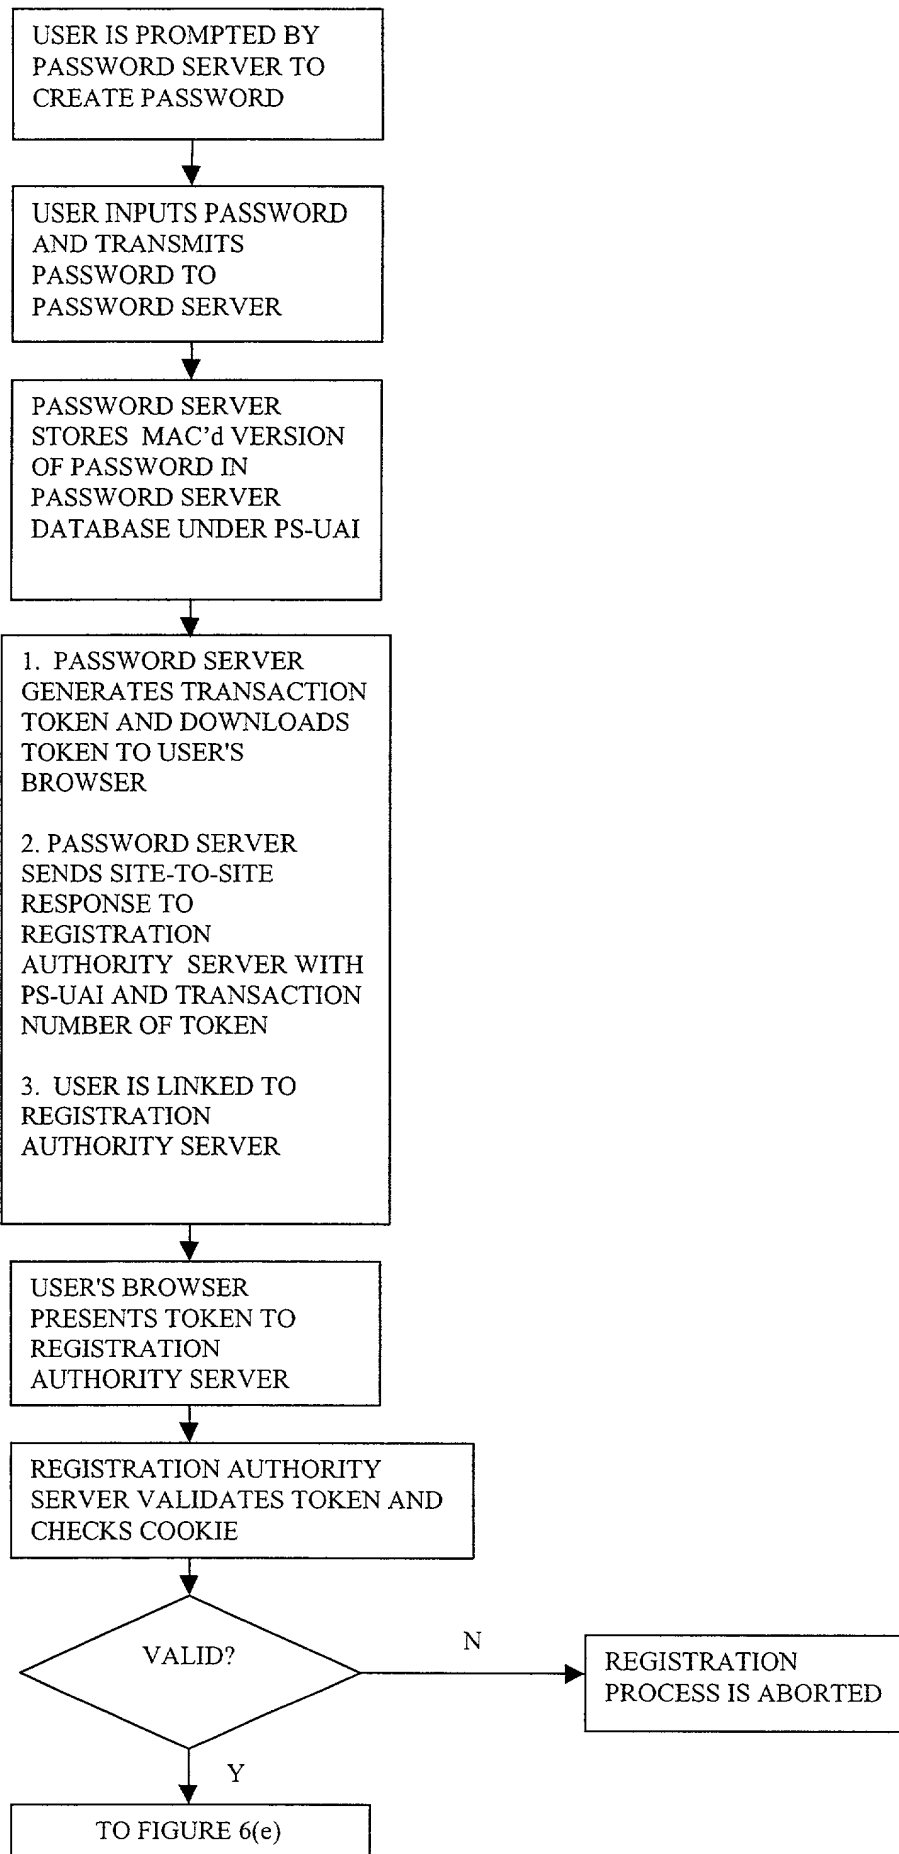 USER IS PROMPTED BY
PASSWORD SERVER TO
CREATE PASSWORD
USER INPUTS PASSWORD
AND TRANSMITS
PASSWORD TO
PASSWORD SERVER
PASSWORD SERVER
STORES MAC'd VERSION
OF PASSWORD IN
PASSWORD SERVER
DATABASE UNDER PS-UAI
1. PASSWORD SERVER
GENERATES TRANSACTION
TOKEN AND DOWNLOADS
TOKEN TO USER'S
BROWSER
2. PASSWORD SERVER
SENDS SITE-TO-SITE
RESPONSE TO
REGISTRATION
AUTHORITY SERVER WITH
PS-UAI AND TRANSACTION
NUMBER OF TOKEN
3. USER IS LINKED TO
REGISTRATION
AUTHORITY SERVER
USER'S BROWSER
PRESENTS TOKEN TO
REGISTRATION
AUTHORITY SERVER
REGISTRATION AUTHORITY
SERVER VALIDATES TOKEN AND
CHECKS COOKIE
VALID?
N
REGISTRATION
PROCESS IS ABORTED
Y
TO FIGURE 6(e)